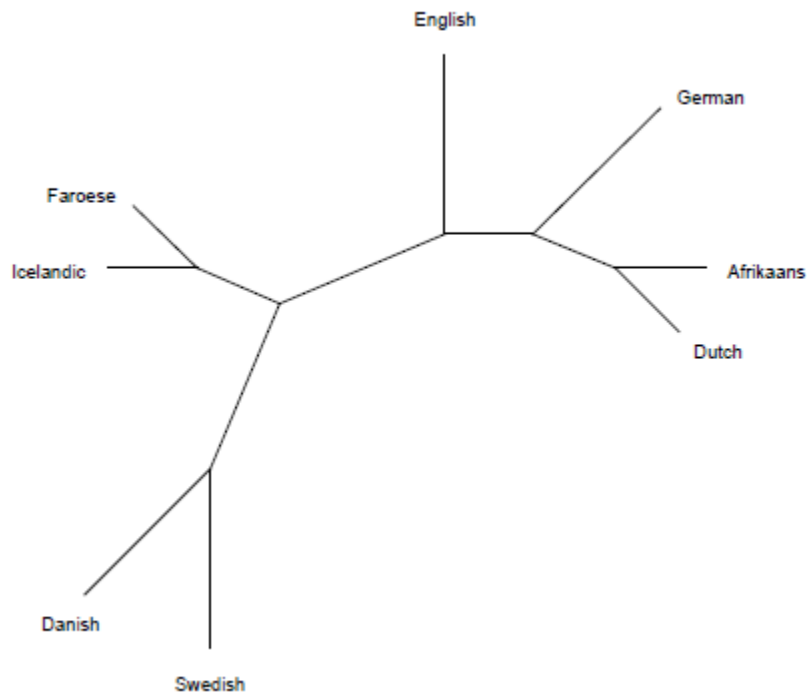 English
German
Faroese
Icelandic
Afrikaans
Dutch
Danish
Swedish